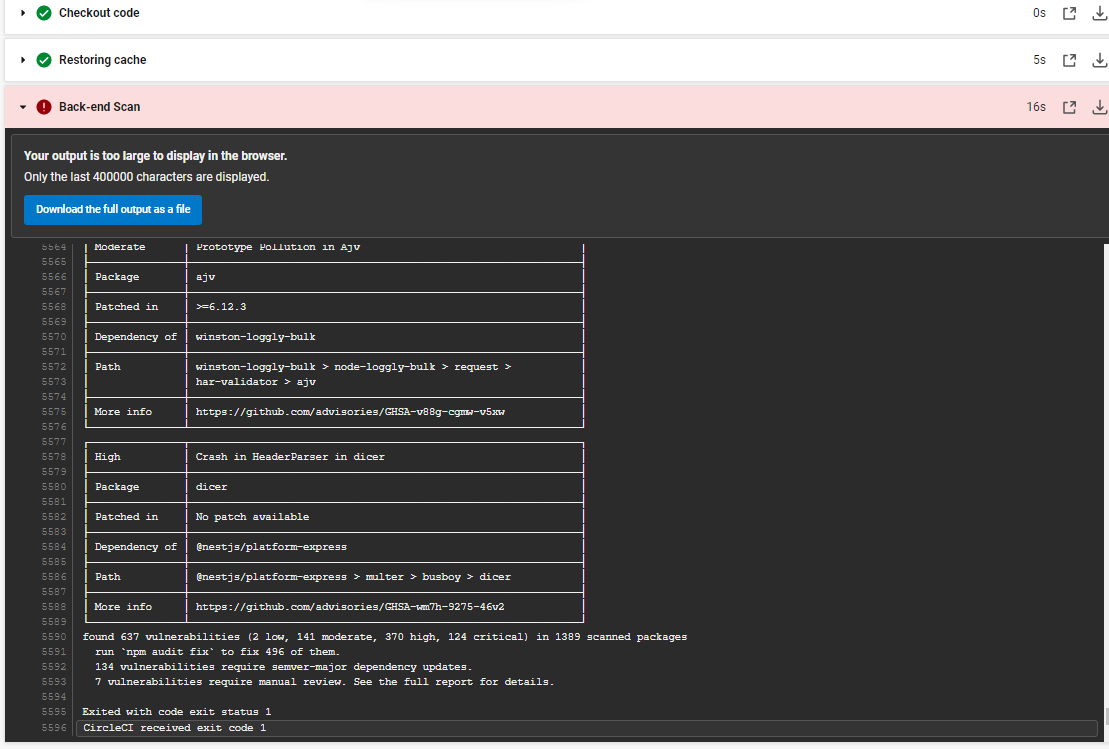 Checkout code 0s
Restoring cache 5s
Back-end Scan 16s
Your output is too large to display in the browser.
Only the last 400000 characters are displayed.
Download the full output as a file
5564 | Moderate | Prototype Pollution in Ajv |
5565
5566 | Package | ajv |
5567
5568 | Patched in | >=6.12.3 |
5569
5570 | Dependency of | winston-loggly-bulk |
5571
5572 | Path | winston-loggly-bulk > node-loggly-bulk > request > |
5573 | | har-validator > ajv |
5574
5575 | More info | https://github.com/advisories/GHSA-v88g-cgmw-v5xw |
5576
5577
5578 | High | Crash in HeaderParser in dicer |
5579
5580 | Package | dicer |
5581
5582 | Patched in | No patch available |
5583
5584 | Dependency of | @nestjs/platform-express |
5585
5586 | Path | @nestjs/platform-express > multer > busboy > dicer |
5587
5588 | More info | https://github.com/advisories/GHSA-wm7h-9275-46v2 |
5589
5590 found 637 vulnerabilities (2 low, 141 moderate, 370 high, 124 critical) in 1389 scanned packages
5591 run `npm audit fix` to fix 496 of them.
5592 134 vulnerabilities require semver-major dependency updates.
5593 7 vulnerabilities require manual review. See the full report for details.
5594
5595 Exited with code exit status 1
5596 CircleCI received exit code 1